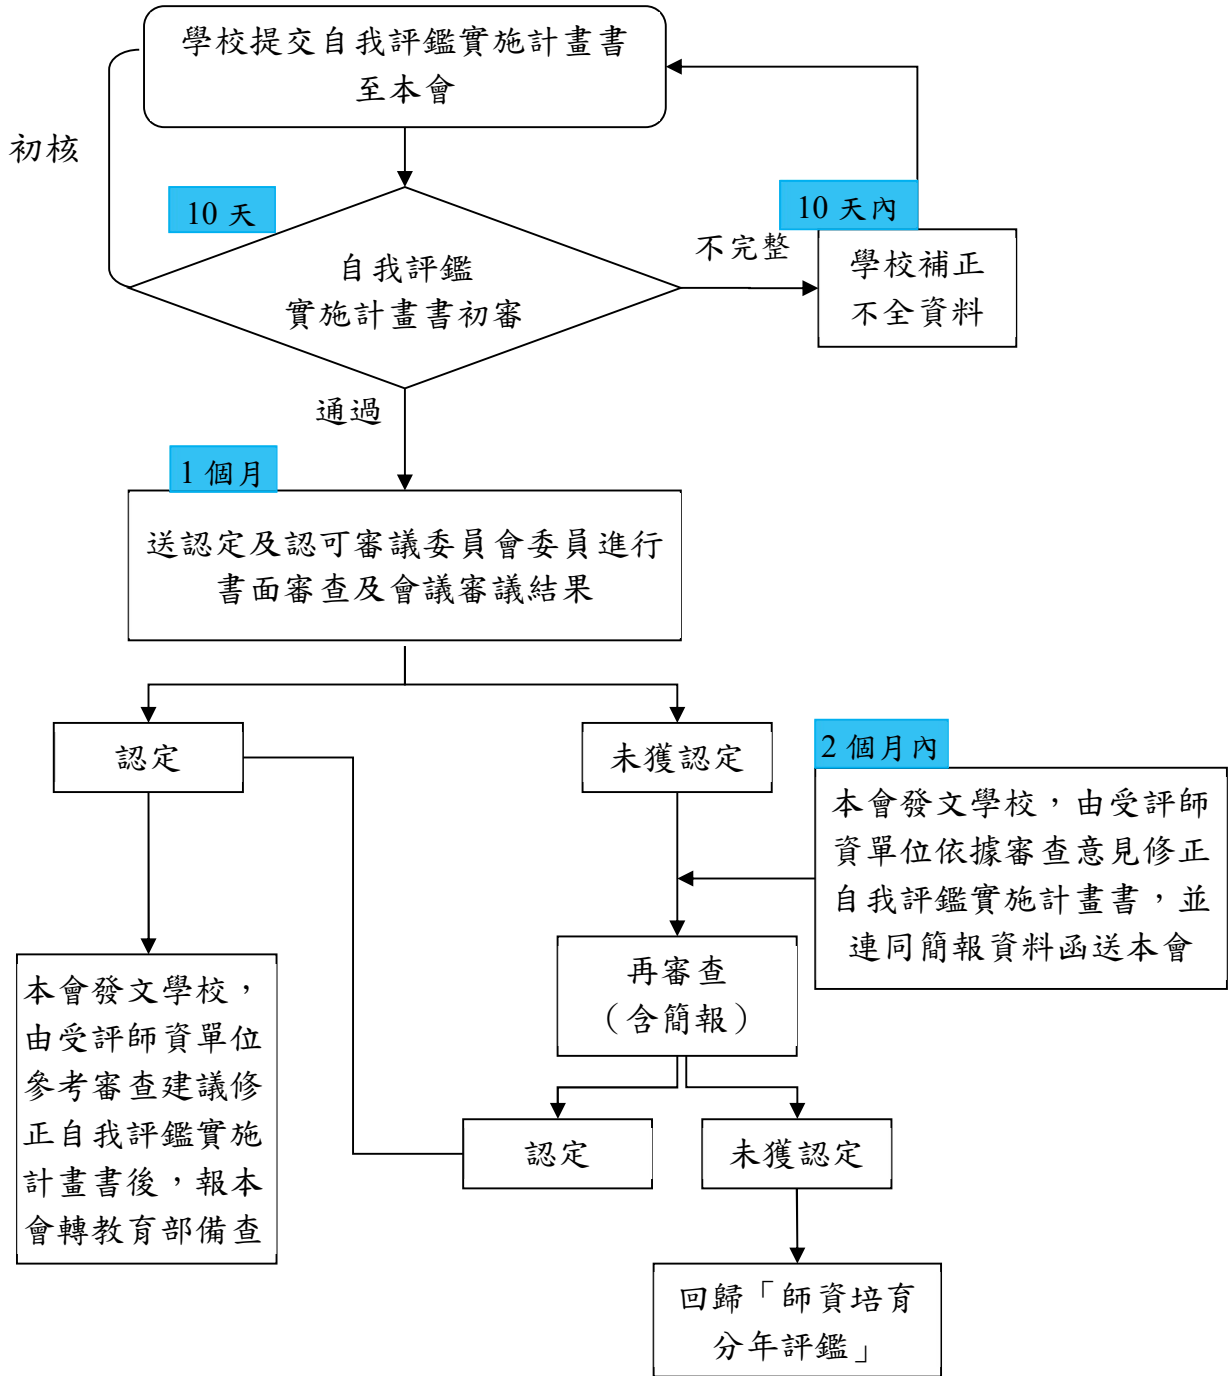 學校提交自我評鑑實施計畫書
至本會
初核
10 天
10 天內
自我評鑑
實施計畫書初審
不完整
學校補正
不全資料
通過
1 個月
送認定及認可審議委員會委員進行
書面審查及會議審議結果
認定
未獲認定
2 個月內
本會發文學校，由受評師
資單位依據審查意見修正
自我評鑑實施計畫書，並
連同簡報資料函送本會
再審查
（含簡報）
本會發文學校，
由受評師資單位
參考審查建議修
正自我評鑑實施
計畫書後，報本
會轉教育部備查
認定
未獲認定
回歸「師資培育
分年評鑑」